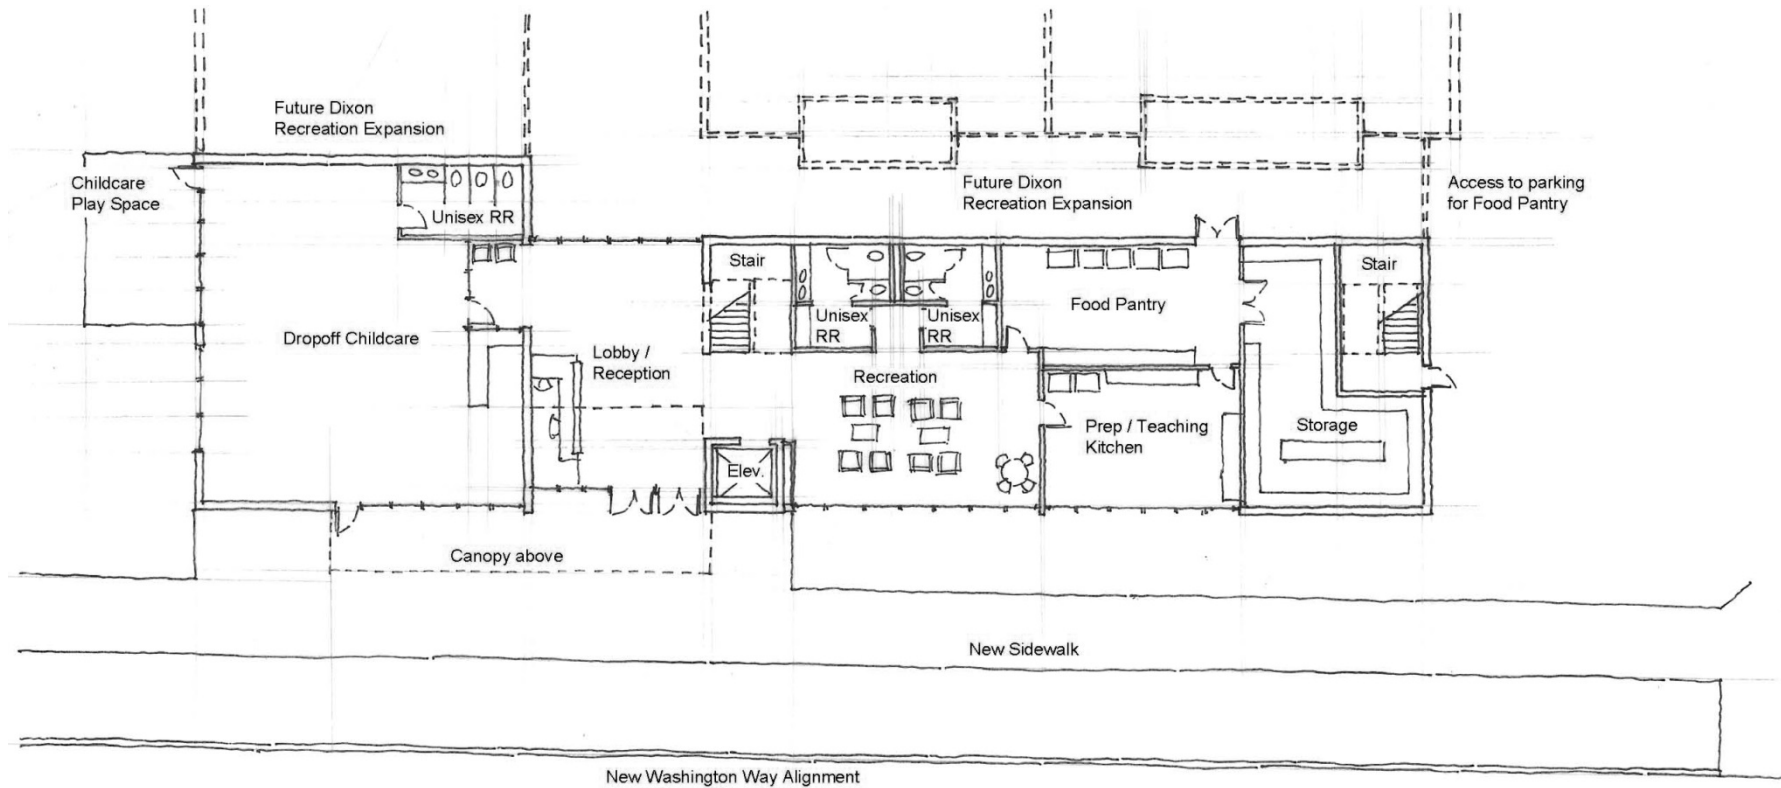 Future Dixon
Recreation Expansion
Childcare
Play Space
Unisex RR
Future Dixon
Recreation Expansion
Access to parking
for Food Pantry
Stair
Stair
Food Pantry
Unisex
RR
Unisex
RR
Dropoff Childcare
Lobby /
Reception
Recreation
Prep / Teaching
Kitchen
Storage
Elev.
Canopy above
New Sidewalk
New Washington Way Alignment